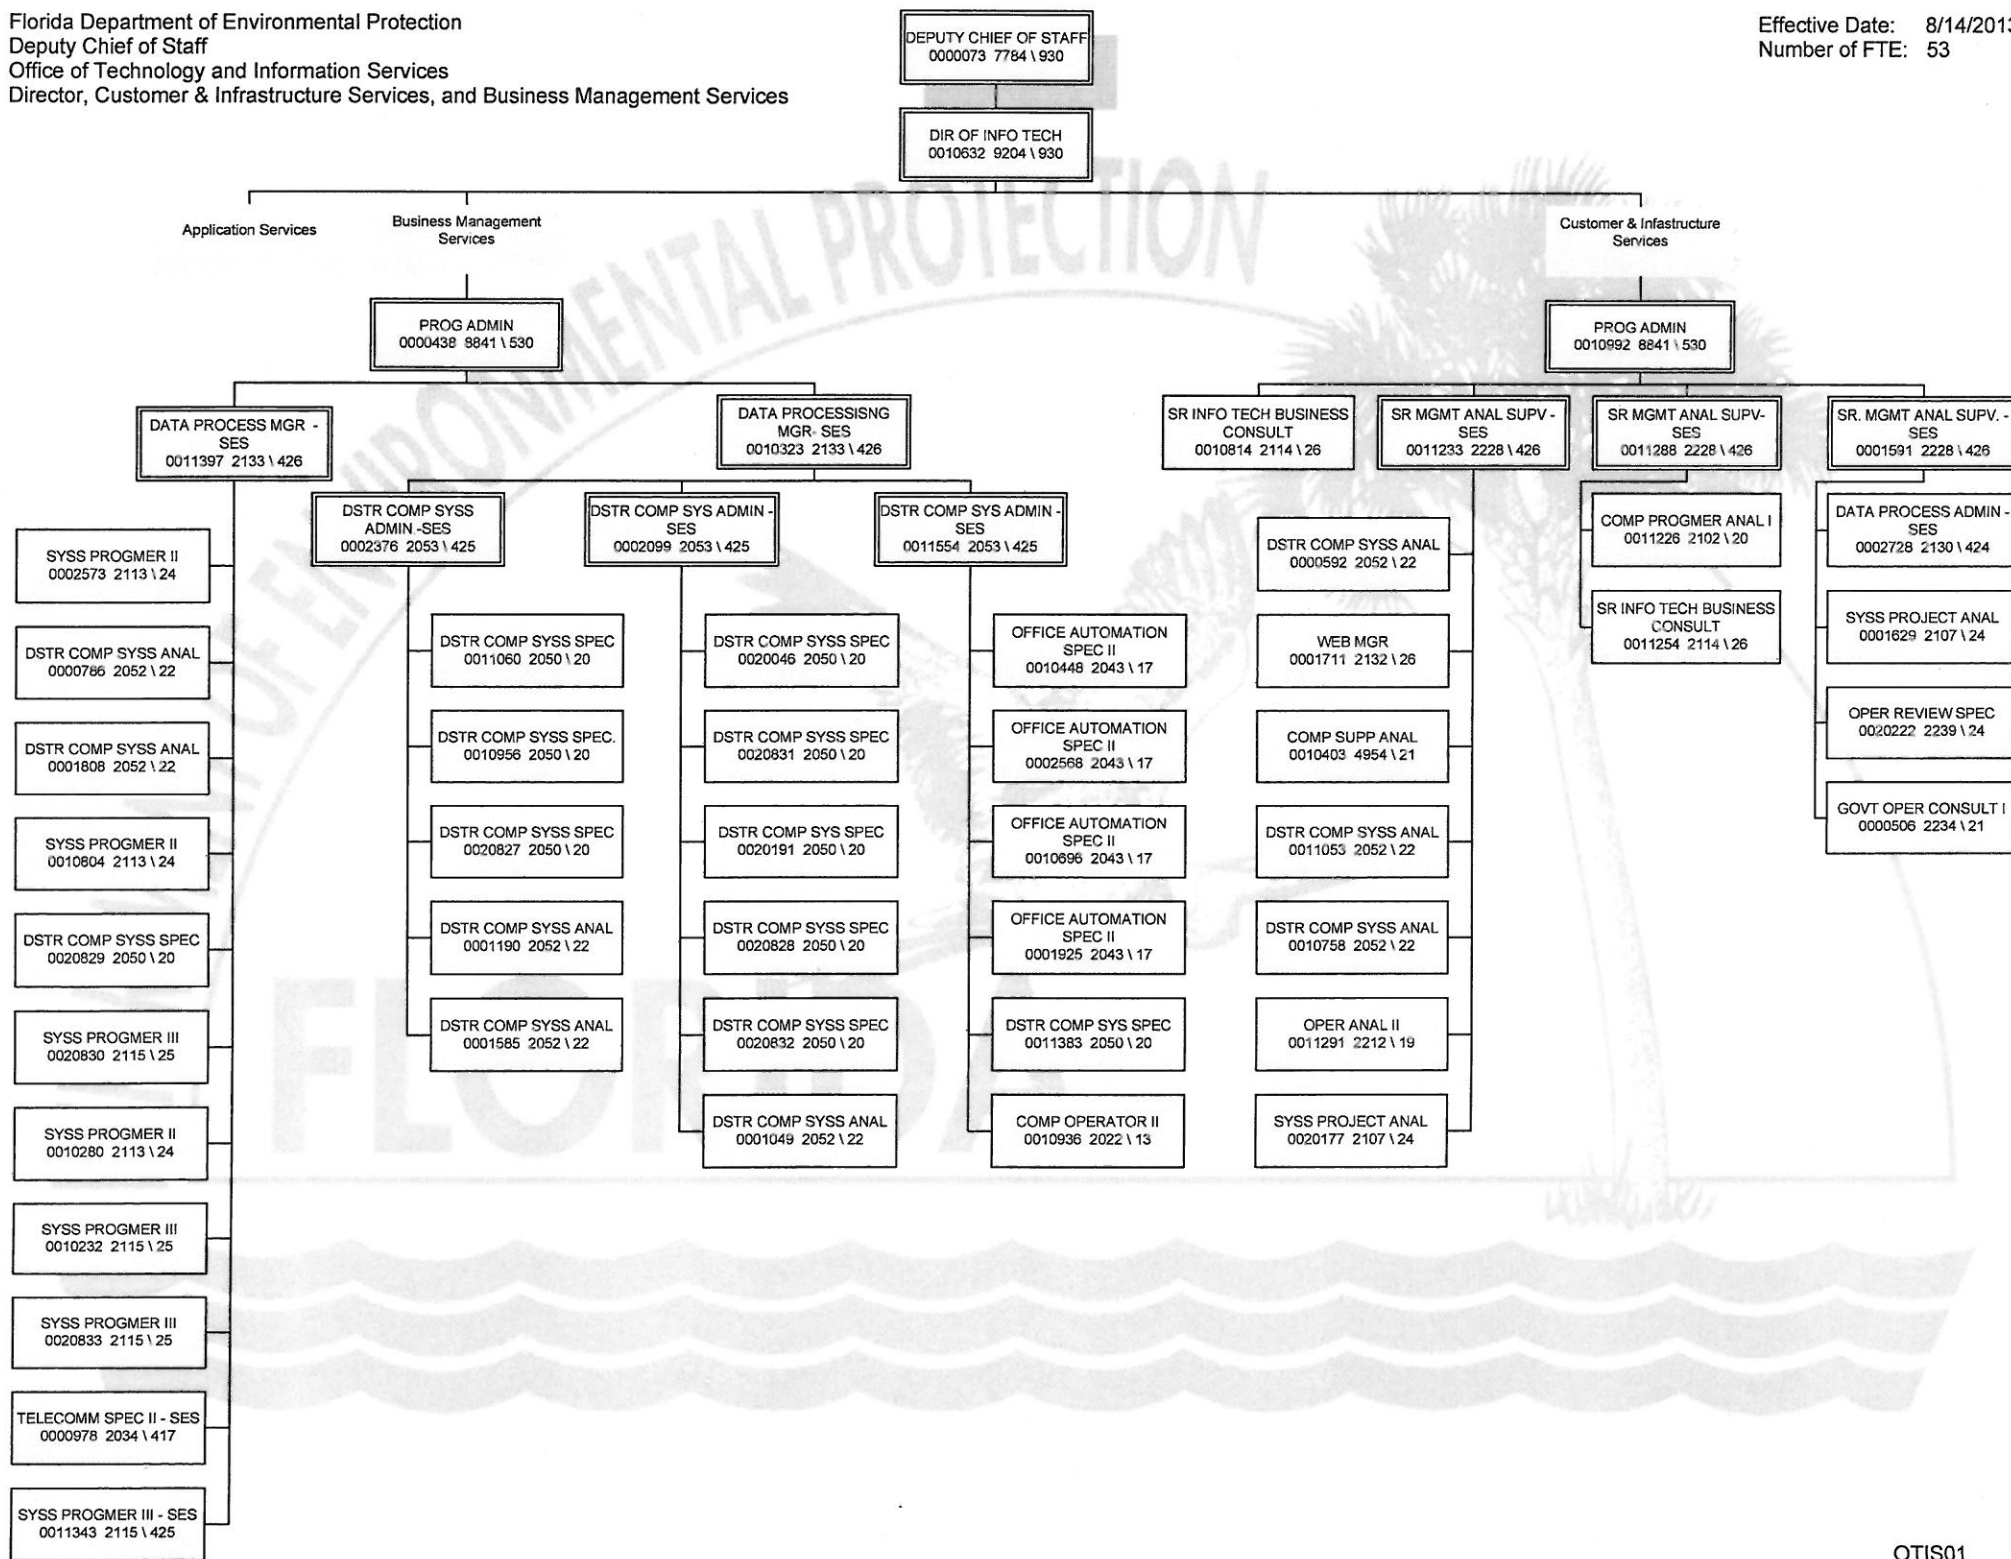 Florida Department of Environmental Protection
Deputy Chief of Staff
Office of Technology and Information Services
Director, Customer & Infrastructure Services, and Business Management Services
Effective Date: 8/14/2013
Number of FTE: 53
DEPUTY CHIEF OF STAFF
0000073 7784 \ 930
DIR OF INFO TECH
0010632 9204 \ 930
Application Services
Business Management
Services
Customer & Infastructure
Services
PROG ADMIN
0000438 8841 \ 530
PROG ADMIN
0010992 8841 \ 530
DATA PROCESS MGR -
SES
0011397 2133 \ 426
DATA PROCESSISNG
MGR- SES
0010323 2133 \ 426
SR INFO TECH BUSINESS
CONSULT
0010814 2114 \ 26
SR MGMT ANAL SUPV -
SES
0011233 2228 \ 426
SR MGMT ANAL SUPV-
SES
0011288 2228 \ 426
SR. MGMT ANAL SUPV. -
SES
0001591 2228 \ 426
DSTR COMP SYSS
ADMIN -SES
0002376 2053 \ 425
DSTR COMP SYS ADMIN -
SES
0002099 2053 \ 425
DSTR COMP SYS ADMIN -
SES
0011554 2053 \ 425
SYSS PROGMER II
0002573 2113 \ 24
DSTR COMP SYSS ANAL
0000786 2052 \ 22
DSTR COMP SYSS ANAL
0001808 2052 \ 22
SYSS PROGMER II
0010804 2113 \ 24
DSTR COMP SYSS SPEC
0020829 2050 \ 20
SYSS PROGMER III
0020830 2115 \ 25
SYSS PROGMER II
0010280 2113 \ 24
SYSS PROGMER III
0010232 2115 \ 25
SYSS PROGMER III
0020833 2115 \ 25
TELECOMM SPEC II - SES
0000978 2034 \ 417
SYSS PROGMER III - SES
0011343 2115 \ 425
DSTR COMP SYSS SPEC
0011060 2050 \ 20
DSTR COMP SYSS SPEC.
0010956 2050 \ 20
DSTR COMP SYSS SPEC
0020827 2050 \ 20
DSTR COMP SYSS ANAL
0001190 2052 \ 22
DSTR COMP SYSS ANAL
0001585 2052 \ 22
DSTR COMP SYSS SPEC
0020046 2050 \ 20
DSTR COMP SYSS SPEC
0020831 2050 \ 20
DSTR COMP SYS SPEC
0020191 2050 \ 20
DSTR COMP SYSS SPEC
0020828 2050 \ 20
DSTR COMP SYSS SPEC
0020832 2050 \ 20
DSTR COMP SYSS ANAL
0001049 2052 \ 22
OFFICE AUTOMATION
SPEC II
0010448 2043 \ 17
OFFICE AUTOMATION
SPEC II
0002568 2043 \ 17
OFFICE AUTOMATION
SPEC II
0010696 2043 \ 17
OFFICE AUTOMATION
SPEC II
0001925 2043 \ 17
DSTR COMP SYS SPEC
0011383 2050 \ 20
COMP OPERATOR II
0010936 2022 \ 13
DSTR COMP SYSS ANAL
0000592 2052 \ 22
WEB MGR
0001711 2132 \ 26
COMP SUPP ANAL
0010403 4954 \ 21
DSTR COMP SYSS ANAL
0011053 2052 \ 22
DSTR COMP SYSS ANAL
0010758 2052 \ 22
OPER ANAL II
0011291 2212 \ 19
SYSS PROJECT ANAL
0020177 2107 \ 24
COMP PROGMER ANAL I
0011226 2102 \ 20
SR INFO TECH BUSINESS
CONSULT
0011254 2114 \ 26
DATA PROCESS ADMIN -
SES
0002728 2130 \ 424
SYSS PROJECT ANAL
0001629 2107 \ 24
OPER REVIEW SPEC
0020222 2239 \ 24
GOVT OPER CONSULT I
0000506 2234 \ 21
OF ENVIRONMENTAL PROTECTION
FLORIDA
OTIS01